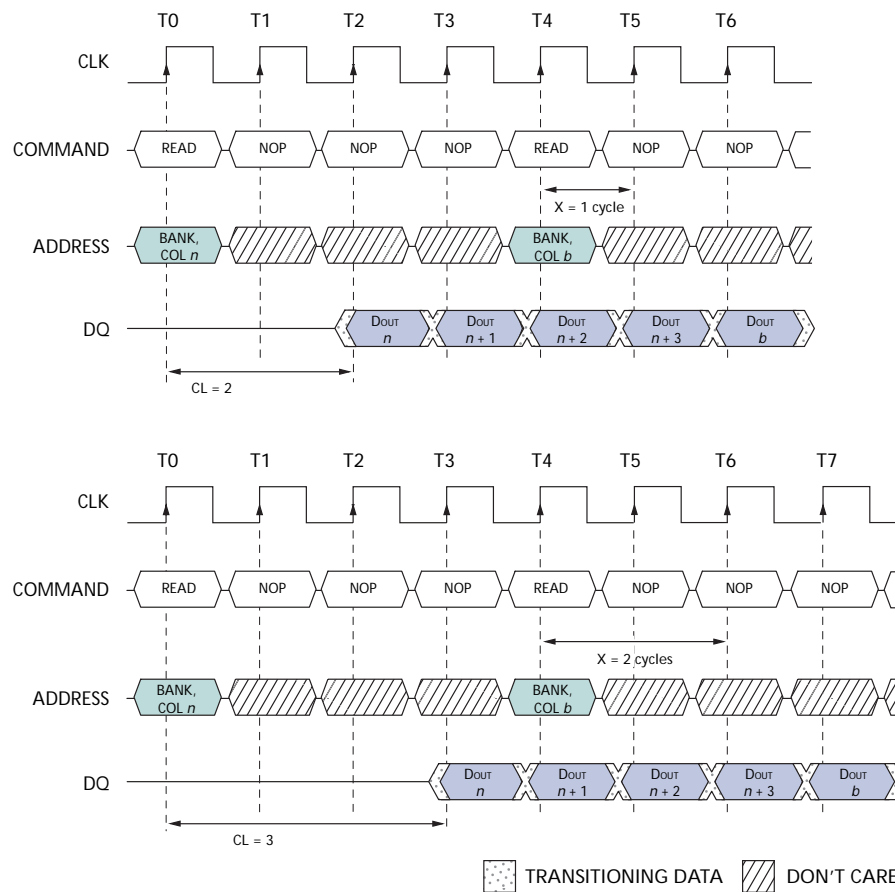 T0 T1 T2 T3 T4 T5 T6
CLK
COMMAND READ NOP NOP NOP READ NOP NOP
X = 1 cycle
ADDRESS BANK, COL n BANK, COL b
DQ DOUT n DOUT n + 1 DOUT n + 2 DOUT n + 3 DOUT b
CL = 2
T0 T1 T2 T3 T4 T5 T6 T7
CLK
COMMAND READ NOP NOP NOP READ NOP NOP NOP
X = 2 cycles
ADDRESS BANK, COL n BANK, COL b
DQ DOUT n DOUT n + 1 DOUT n + 2 DOUT n + 3 DOUT b
CL = 3
TRANSITIONING DATA DON'T CARE